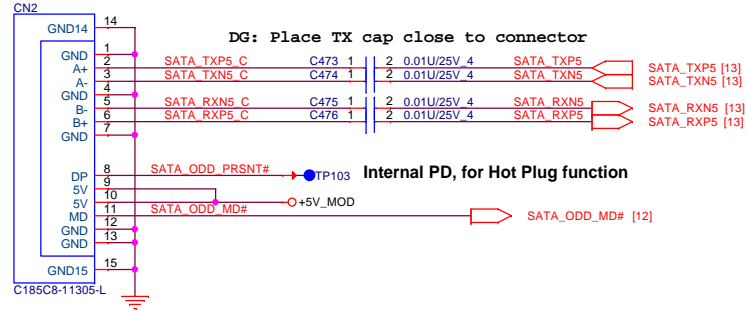 CN2
DG: Place TX cap close to connector
GND14 14
GND 1
A+ 2 SATA_TXP5_C C473 1 2 0.01U/25V_4 SATA_TXP5 SATA_TXP5 [13]
A- 3 SATA_TXN5_C C474 1 2 0.01U/25V_4 SATA_TXN5 SATA_TXN5 [13]
GND 4
B- 5 SATA_RXN5_C C475 1 2 0.01U/25V_4 SATA_RXN5 SATA_RXN5 [13]
B+ 6 SATA_RXP5_C C476 1 2 0.01U/25V_4 SATA_RXP5 SATA_RXP5 [13]
GND 7
DP 8 SATA_ODD_PRSNT# TP103 Internal PD, for Hot Plug function
5V 9
5V 10 +5V_MOD
MD 11 SATA_ODD_MD# SATA_ODD_MD# [12]
GND 12
GND 13
GND15 15
C185C8-11305-L